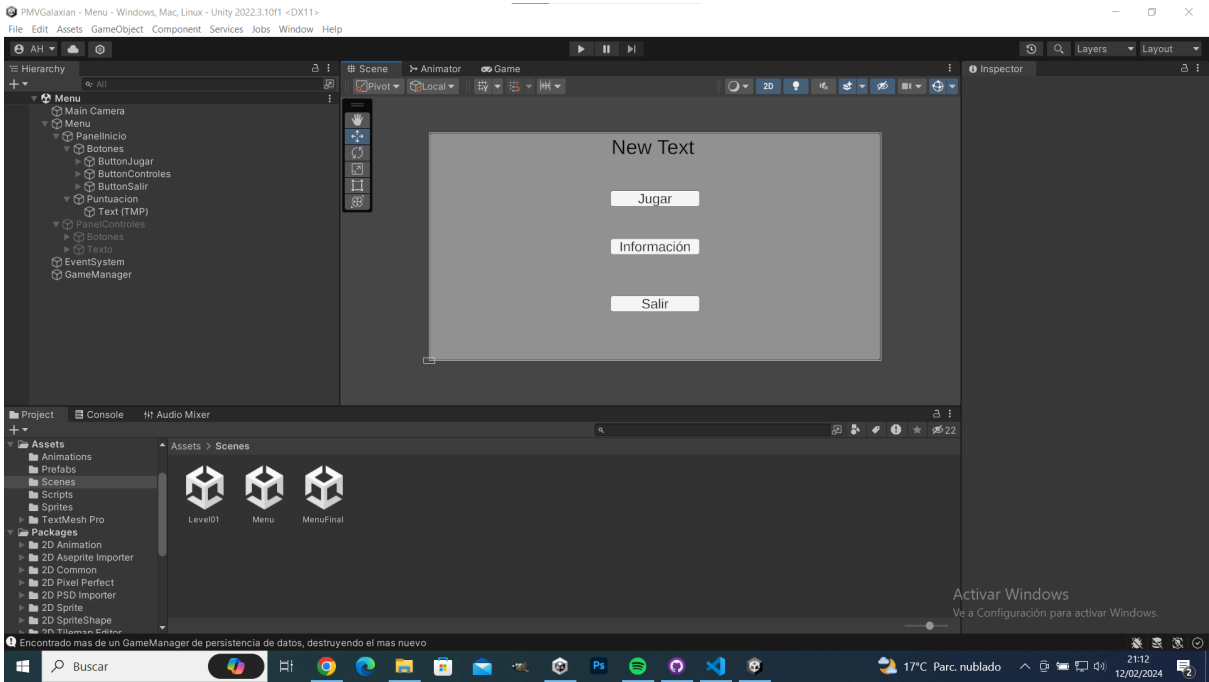 PMVGalaxian - Menu - Windows, Mac, Linux - Unity 2022.3.10f1 <DX11>
File Edit Assets GameObject Component Services Jobs Window Help
AH Layers Layout
Hierarchy
All
Menu
Main Camera
Menu
PanelInicio
Botones
ButtonJugar
ButtonControles
ButtonSalir
Puntuacion
Text (TMP)
PanelControles
Botones
Texto
EventSystem
GameManager
Scene Animator Game
Pivot Local 2D
New Text
Jugar
Información
Salir
Inspector
Project Console Audio Mixer
22
Assets
Animations
Prefabs
Scenes
Scripts
Sprites
TextMesh Pro
Packages
2D Animation
2D Aseprite Importer
2D Common
2D Pixel Perfect
2D PSD Importer
2D Sprite
2D SpriteShape
2D Tilemap Editor
Assets > Scenes
Level01 Menu MenuFinal
Activar Windows
Ve a Configuración para activar Windows.
Encontrado mas de un GameManager de persistencia de datos, destruyendo el mas nuevo
Buscar
Ps
17°C Parc. nublado
21:12
12/02/2024
2